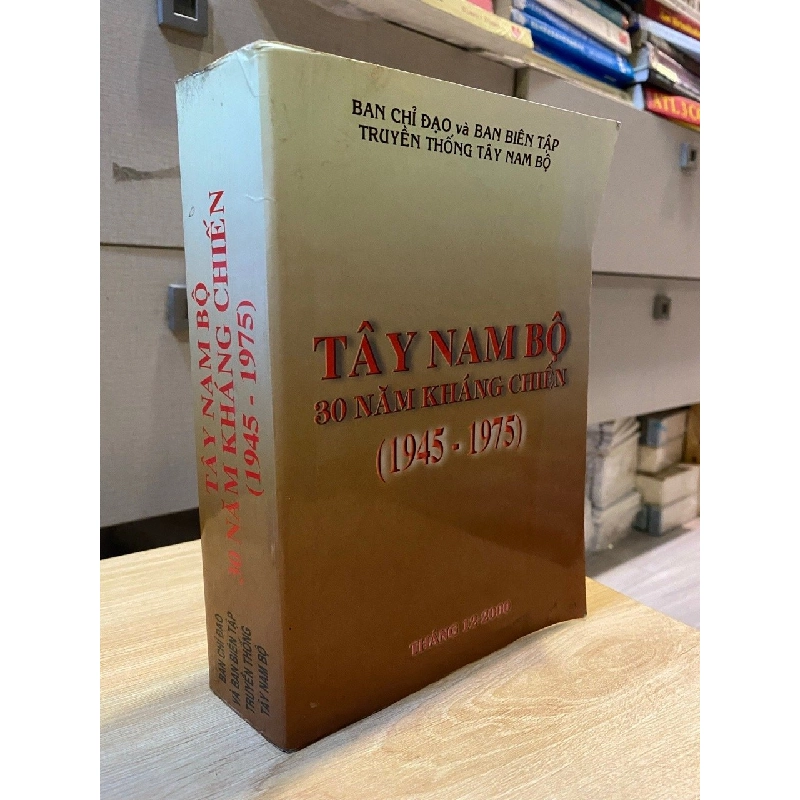 BAN CHỈ ĐẠO và BAN BIÊN TẬP
TRUYỀN THỐNG TÂY NAM BỘ
TÂY NAM BỘ
30 NĂM KHÁNG CHIẾN
(1945 - 1975)
THÁNG 12-2000
TÂY NAM BỘ
30 NĂM KHÁNG CHIẾN
(1945 - 1975)
BAN CHỈ ĐẠO
VÀ BAN BIÊN TẬP
TRUYỀN THỐNG
TÂY NAM BỘ